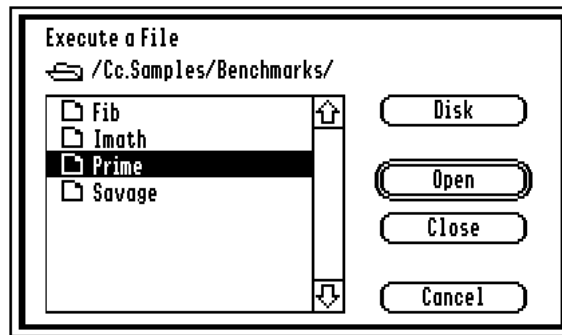 Execute a File
/Cc.Samples/Benchmarks/
Fib
Imath
Prime
Savage
Disk
Open
Close
Cancel